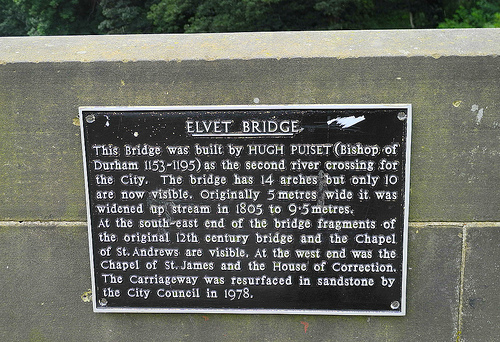 ELVET BRIDGE
This Bridge was built by HUGH PUISET (Bishop of
Durham 1153-1195) as the second river crossing for
the City. The bridge has 14 arches but only 10
are now visible. Originally 5 metres wide it was
widened up stream in 1805 to 9·5 metres.
At the south-east end of the bridge fragments of
the original 12th century bridge and the Chapel
of St. Andrews are visible. At the west end was the
Chapel of St. James and the House of Correction.
The Carriageway was resurfaced in sandstone by
the City Council in 1978.